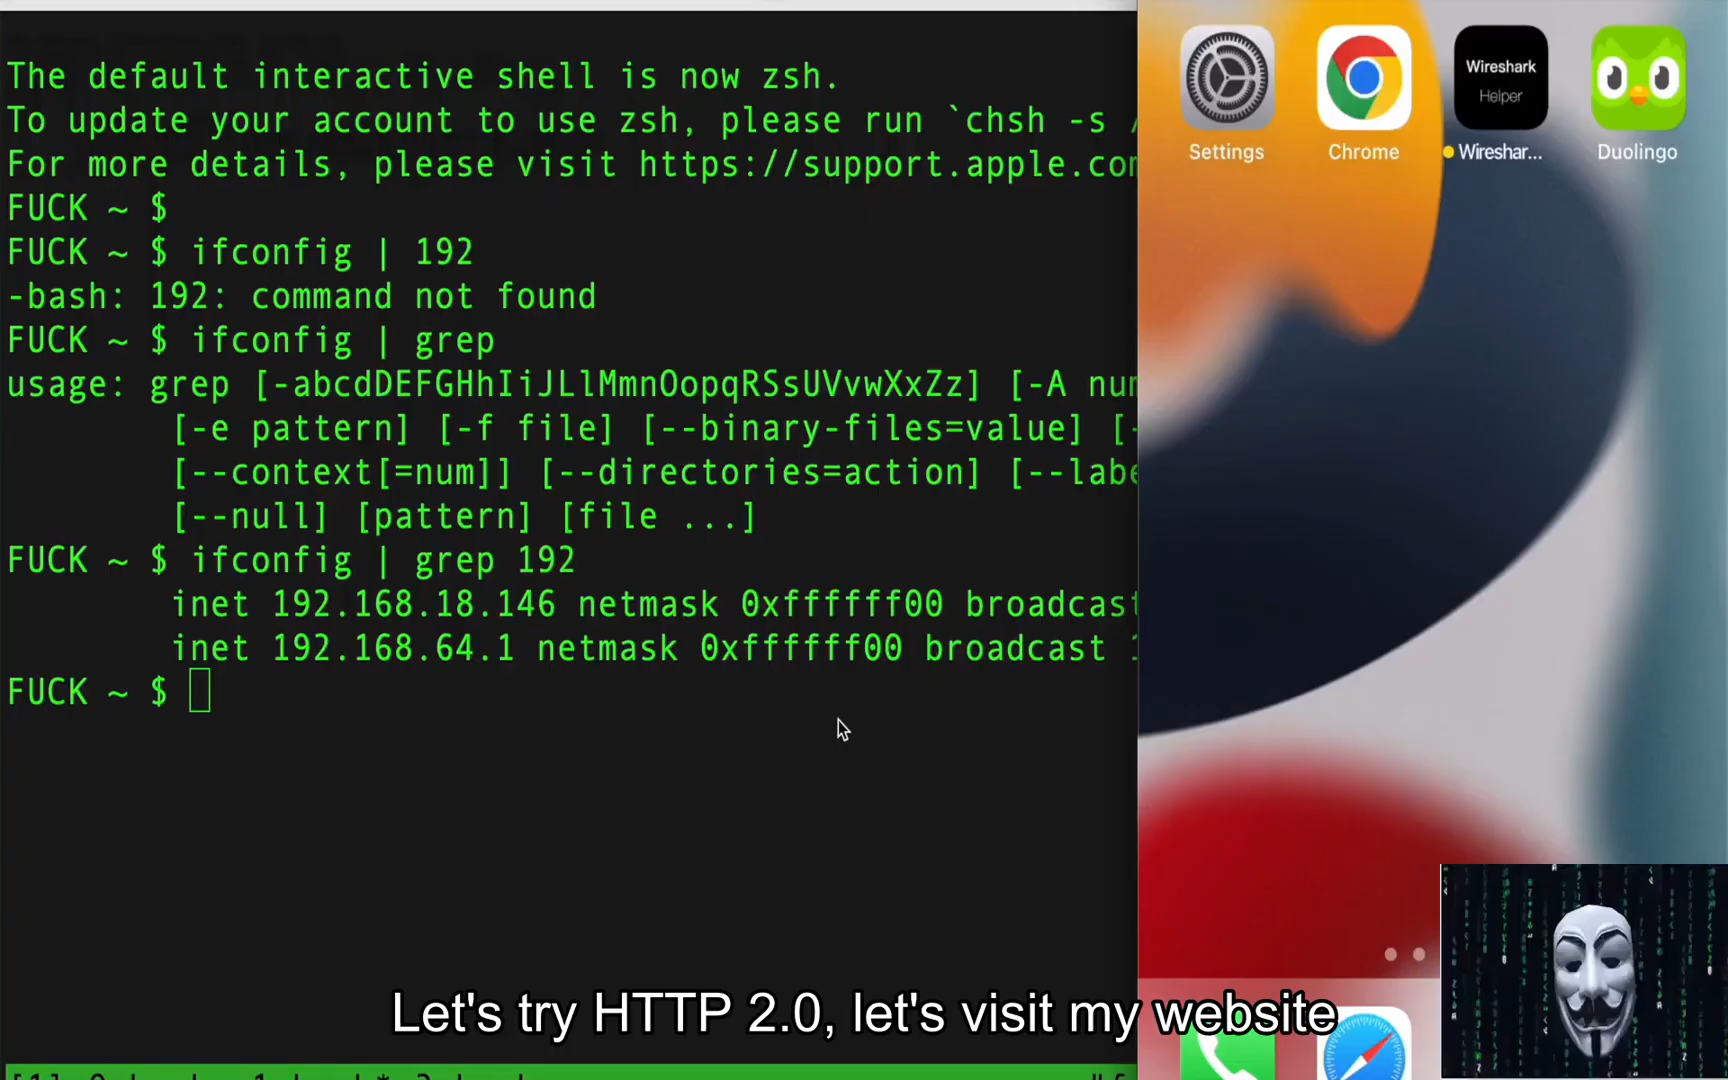 The default interactive shell is now zsh.
To update your account to use zsh, please run `chsh -s /
For more details, please visit https://support.apple.com
FUCK ~ $
FUCK ~ $ ifconfig | 192
-bash: 192: command not found
FUCK ~ $ ifconfig | grep
usage: grep [-abcdDEFGHhIiJLlMmnOopqRSsUVvwXxZz] [-A num
[-e pattern] [-f file] [--binary-files=value] [-
[--context[=num]] [--directories=action] [--labe
[--null] [pattern] [file ...]
FUCK ~ $ ifconfig | grep 192
inet 192.168.18.146 netmask 0xffffff00 broadcast
inet 192.168.64.1 netmask 0xffffff00 broadcast 1
FUCK ~ $
Wireshark
Helper
Settings
Chrome
Wireshar...
Duolingo
Let's try HTTP 2.0, let's visit my website